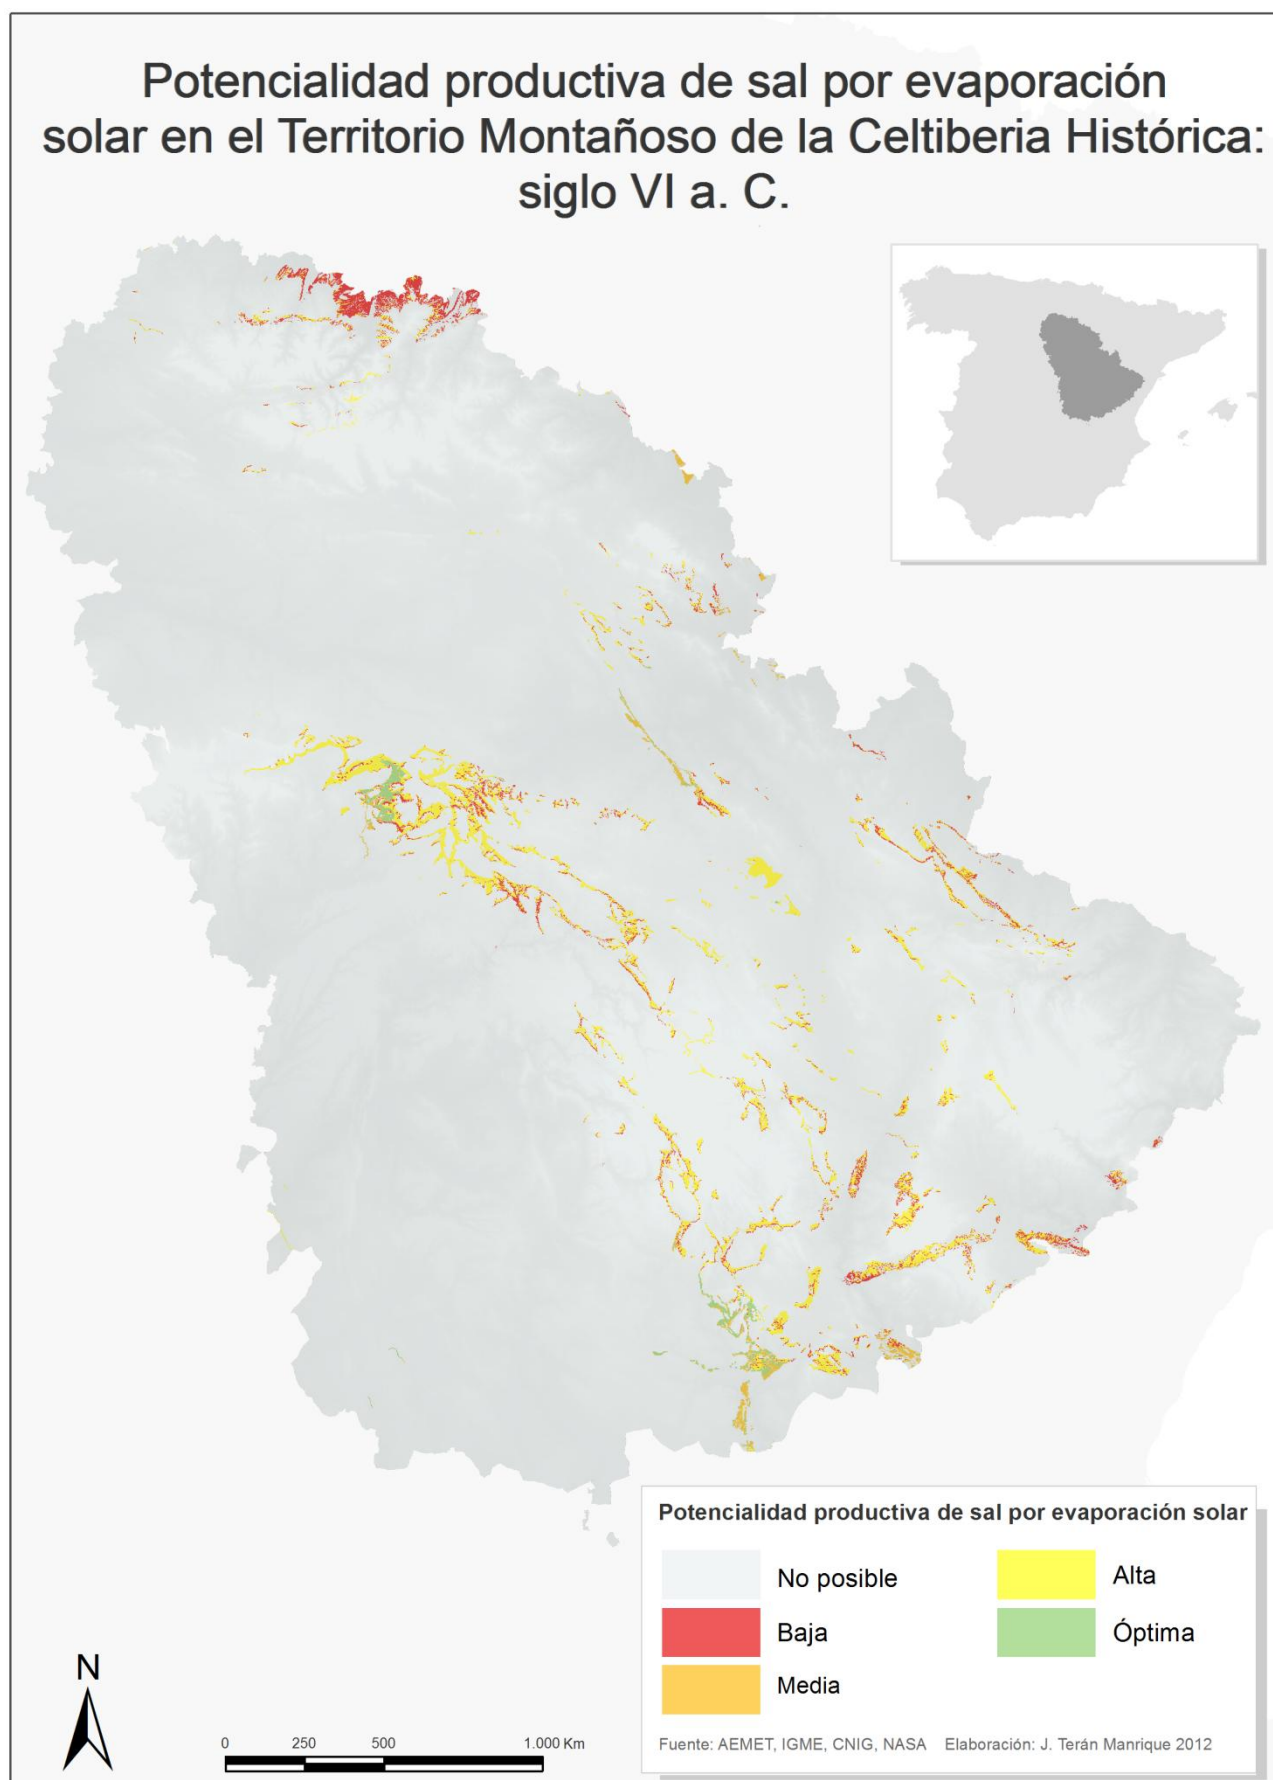 Potencialidad productiva de sal por evaporación
solar en el Territorio Montañoso de la Celtiberia Histórica:
siglo VI a. C.
Potencialidad productiva de sal por evaporación solar
No posible
Baja
Media
Alta
Óptima
Fuente: AEMET, IGME, CNIG, NASA Elaboración: J. Terán Manrique 2012
N
0 250 500 1.000 Km